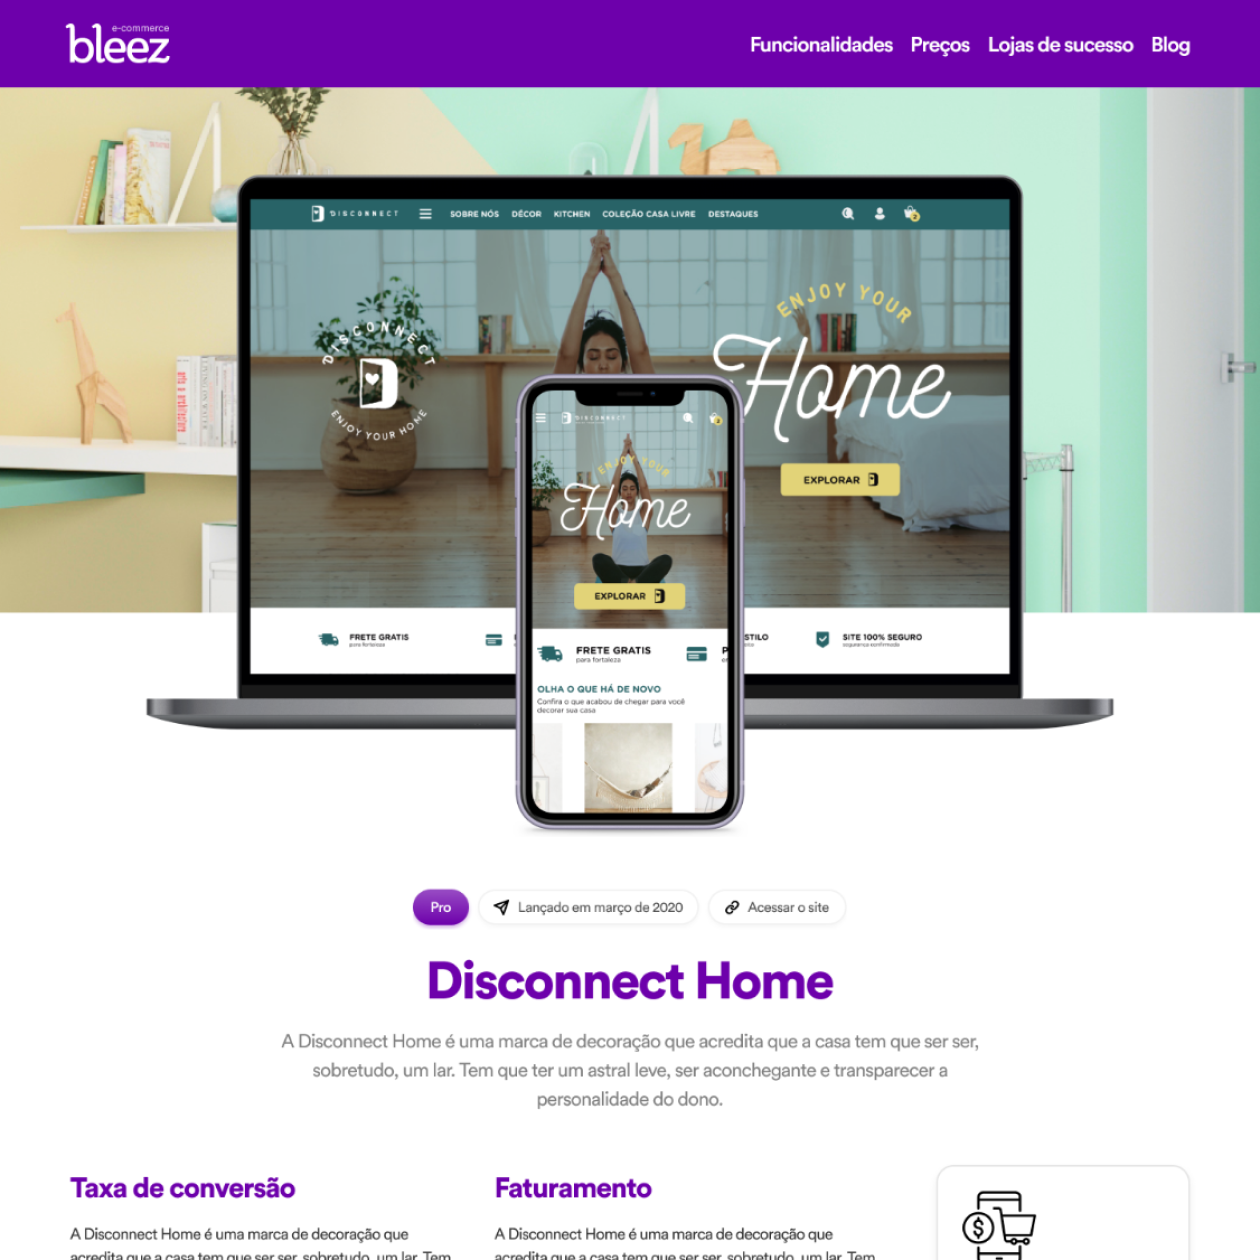 e-commerce
bleez
Funcionalidades Preços Lojas de sucesso Blog
DISCONNECT SOBRE NÓS DÉCOR KITCHEN COLEÇÃO CASA LIVRE DESTAQUES
2
DISCONNECT
ENJOY YOUR HOME
ENJOY YOUR
Home
EXPLORAR
FRETE GRATIS
para fortaleza
STILO
SITE 100% SEGURO
segurança confirmada
DISCONNECT
2
ENJOY YOUR
Home
EXPLORAR
FRETE GRATIS
para fortaleza
OLHA O QUE HÁ DE NOVO
Confira o que acabou de chegar para você
decorar sua casa
Pro
Lançado em março de 2020
Acessar o site
Disconnect Home
A Disconnect Home é uma marca de decoração que acredita que a casa tem que ser ser,
sobretudo, um lar. Tem que ter um astral leve, ser aconchegante e transparecer a
personalidade do dono.
Taxa de conversão
A Disconnect Home é uma marca de decoração que
acredita que a casa tem que ser ser, sobretudo, um lar. Tem
Faturamento
A Disconnect Home é uma marca de decoração que
acredita que a casa tem que ser ser, sobretudo, um lar. Tem
$